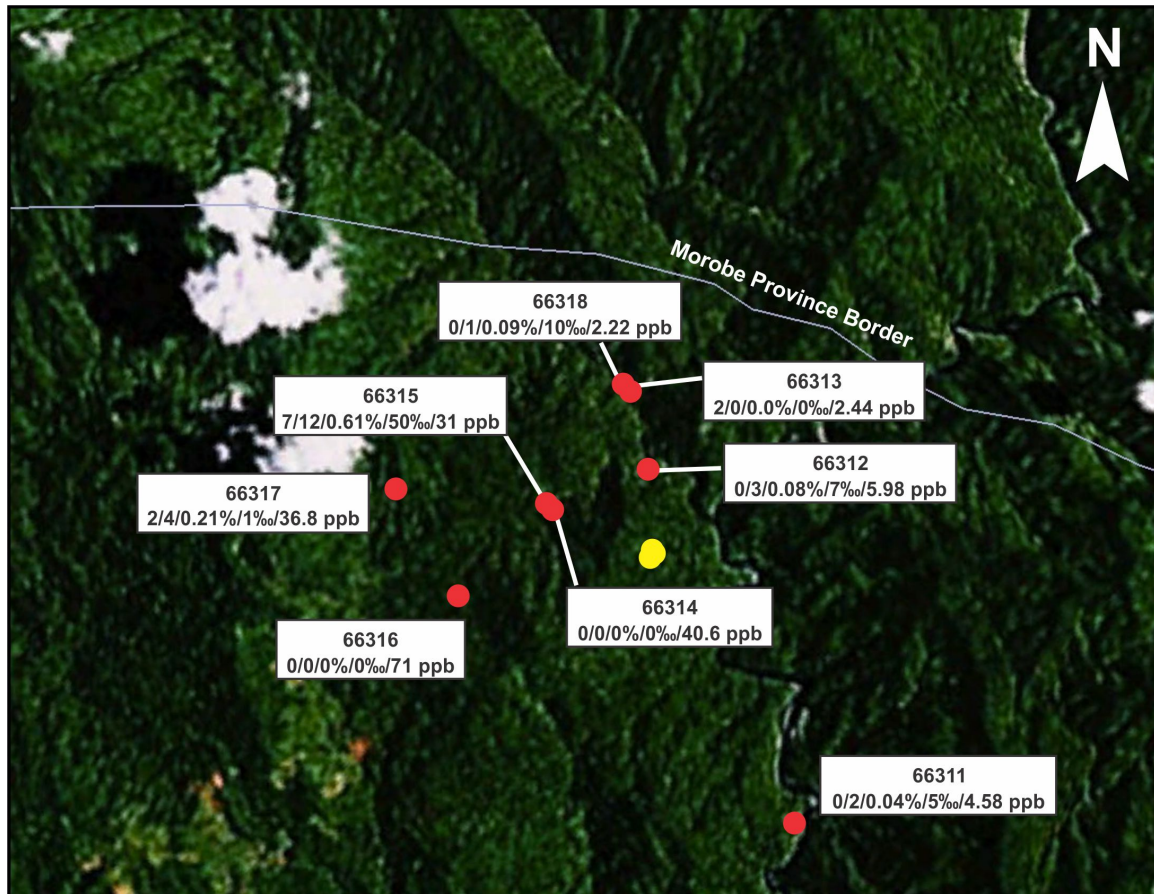 N
Morobe Province Border
66318
0/1/0.09%/10‰/2.22 ppb
66313
2/0/0.0%/0‰/2.44 ppb
66315
7/12/0.61%/50‰/31 ppb
66312
0/3/0.08%/7‰/5.98 ppb
66317
2/4/0.21%/1‰/36.8 ppb
66314
0/0/0%/0‰/40.6 ppb
66316
0/0/0%/0‰/71 ppb
66311
0/2/0.04%/5‰/4.58 ppb